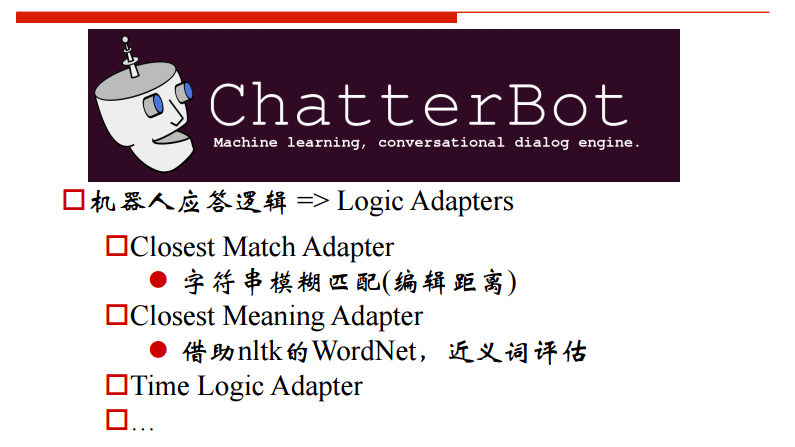 ChatterBot
Machine learning, conversational dialog engine.
机器人应答逻辑 => Logic Adapters
Closest Match Adapter
字符串模糊匹配(编辑距离)
Closest Meaning Adapter
借助nltk的WordNet，近义词评估
Time Logic Adapter
…